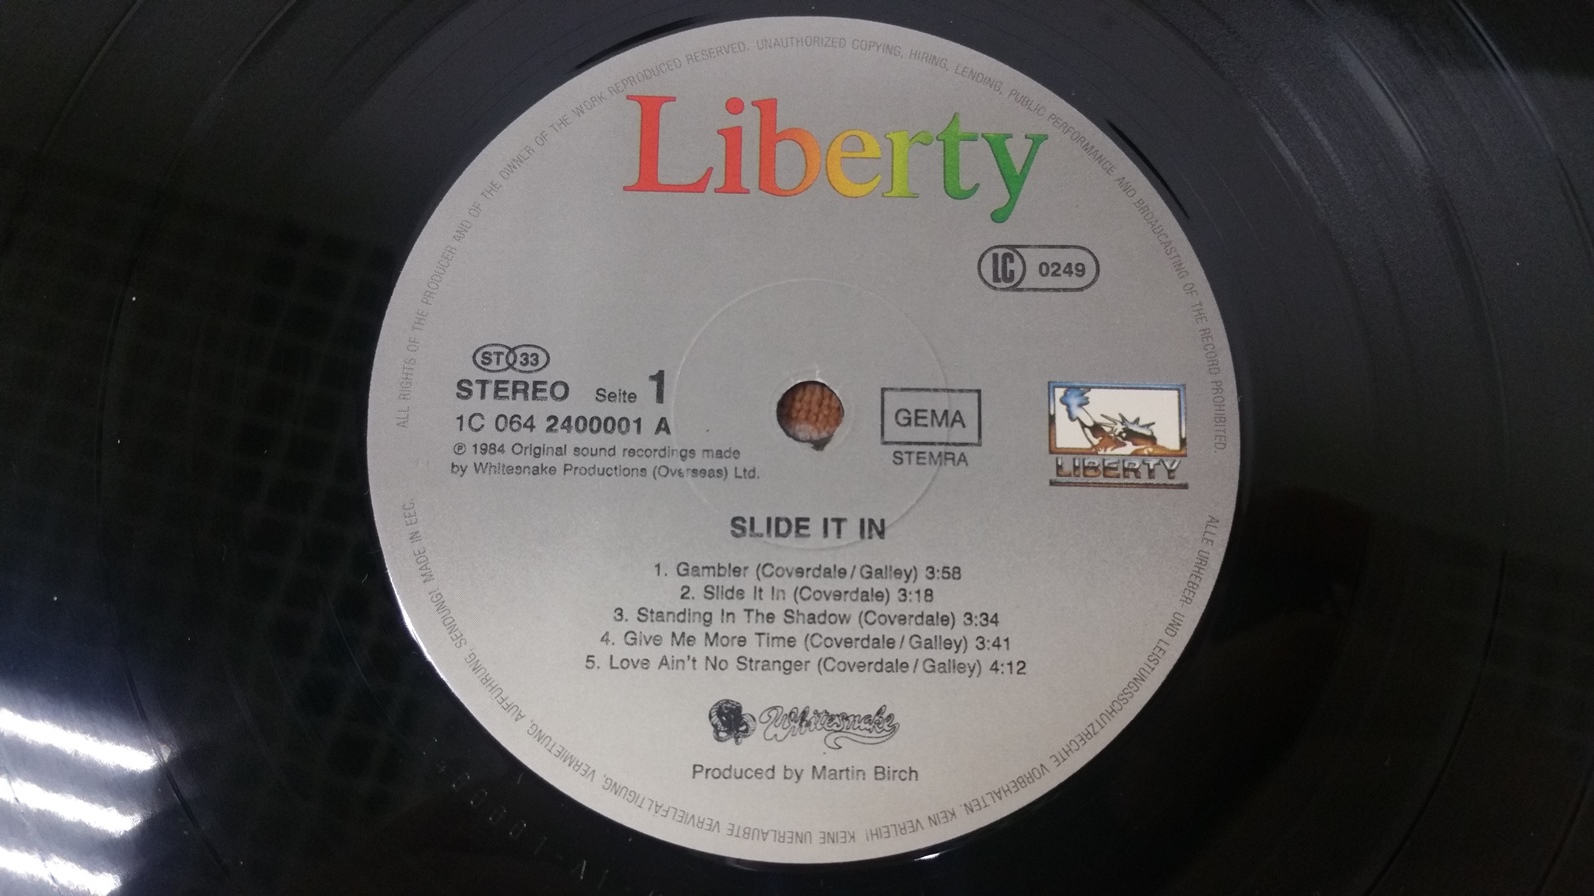 ALL RIGHTS OF THE PRODUCER AND OF THE OWNER OF THE WORK REPRODUCED RESERVED. UNAUTHORIZED COPYING, HIRING, LENDING, PUBLIC PERFORMANCE AND BROADCASTING OF THE RECORD PROHIBITED.
Liberty
LC 0249
ST 33
STEREO Seite 1
1C 064 2400001 A
℗ 1984 Original sound recordings made
by Whitesnake Productions (Overseas) Ltd.
GEMA
STEMRA
LIBERTY
SLIDE IT IN
1. Gambler (Coverdale/Galley) 3:58
2. Slide It In (Coverdale) 3:18
3. Standing In The Shadow (Coverdale) 3:34
4. Give Me More Time (Coverdale/Galley) 3:41
5. Love Ain't No Stranger (Coverdale/Galley) 4:12
Whitesnake
Produced by Martin Birch
ALLE URHEBER- UND LEISTUNGSSCHUTZRECHTE VORBEHALTEN. KEIN VERLEIH! KEINE UNERLAUBTE VERVIELFÄLTIGUNG, VERMIETUNG, AUFFÜHRUNG, SENDUNG! MADE IN EEC.